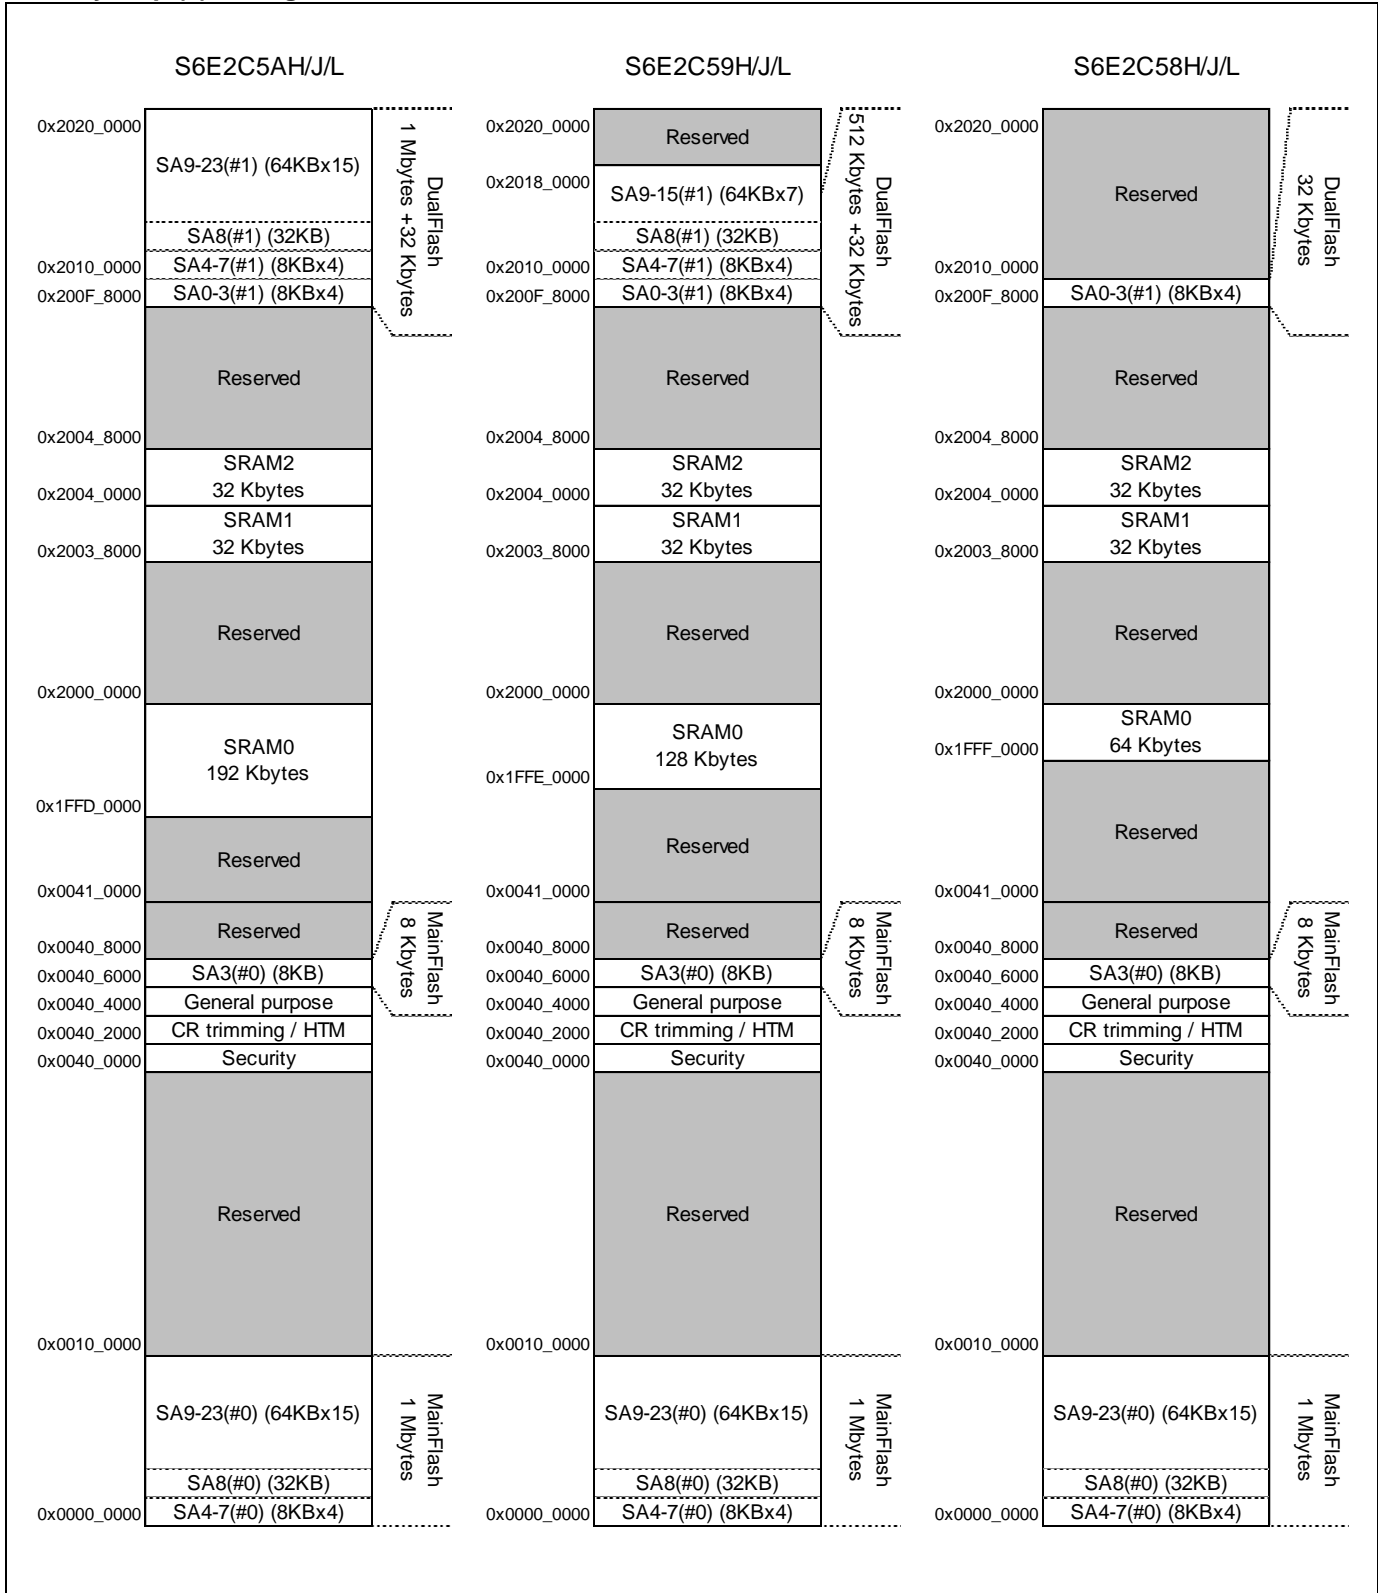 S6E2C5AH/J/L
0x2020_0000
SA9-23(#1) (64KBx15)
SA8(#1) (32KB)
0x2010_0000
SA4-7(#1) (8KBx4)
0x200F_8000
SA0-3(#1) (8KBx4)
DualFlash
1 Mbytes +32 Kbytes
Reserved
0x2004_8000
SRAM2
32 Kbytes
0x2004_0000
SRAM1
32 Kbytes
0x2003_8000
Reserved
0x2000_0000
SRAM0
192 Kbytes
0x1FFD_0000
Reserved
0x0041_0000
Reserved
0x0040_8000
0x0040_6000
SA3(#0) (8KB)
0x0040_4000
General purpose
0x0040_2000
CR trimming / HTM
0x0040_0000
Security
MainFlash
8 Kbytes
Reserved
0x0010_0000
SA9-23(#0) (64KBx15)
SA8(#0) (32KB)
0x0000_0000
SA4-7(#0) (8KBx4)
MainFlash
1 Mbytes
S6E2C59H/J/L
0x2020_0000
Reserved
0x2018_0000
SA9-15(#1) (64KBx7)
SA8(#1) (32KB)
0x2010_0000
SA4-7(#1) (8KBx4)
0x200F_8000
SA0-3(#1) (8KBx4)
DualFlash
512 Kbytes +32 Kbytes
Reserved
0x2004_8000
SRAM2
32 Kbytes
0x2004_0000
SRAM1
32 Kbytes
0x2003_8000
Reserved
0x2000_0000
SRAM0
128 Kbytes
0x1FFE_0000
Reserved
0x0041_0000
Reserved
0x0040_8000
0x0040_6000
SA3(#0) (8KB)
0x0040_4000
General purpose
0x0040_2000
CR trimming / HTM
0x0040_0000
Security
MainFlash
8 Kbytes
Reserved
0x0010_0000
SA9-23(#0) (64KBx15)
SA8(#0) (32KB)
0x0000_0000
SA4-7(#0) (8KBx4)
MainFlash
1 Mbytes
S6E2C58H/J/L
0x2020_0000
Reserved
0x2010_0000
0x200F_8000
SA0-3(#1) (8KBx4)
DualFlash
32 Kbytes
Reserved
0x2004_8000
SRAM2
32 Kbytes
0x2004_0000
SRAM1
32 Kbytes
0x2003_8000
Reserved
0x2000_0000
SRAM0
64 Kbytes
0x1FFF_0000
Reserved
0x0041_0000
Reserved
0x0040_8000
0x0040_6000
SA3(#0) (8KB)
0x0040_4000
General purpose
0x0040_2000
CR trimming / HTM
0x0040_0000
Security
MainFlash
8 Kbytes
Reserved
0x0010_0000
SA9-23(#0) (64KBx15)
SA8(#0) (32KB)
0x0000_0000
SA4-7(#0) (8KBx4)
MainFlash
1 Mbytes